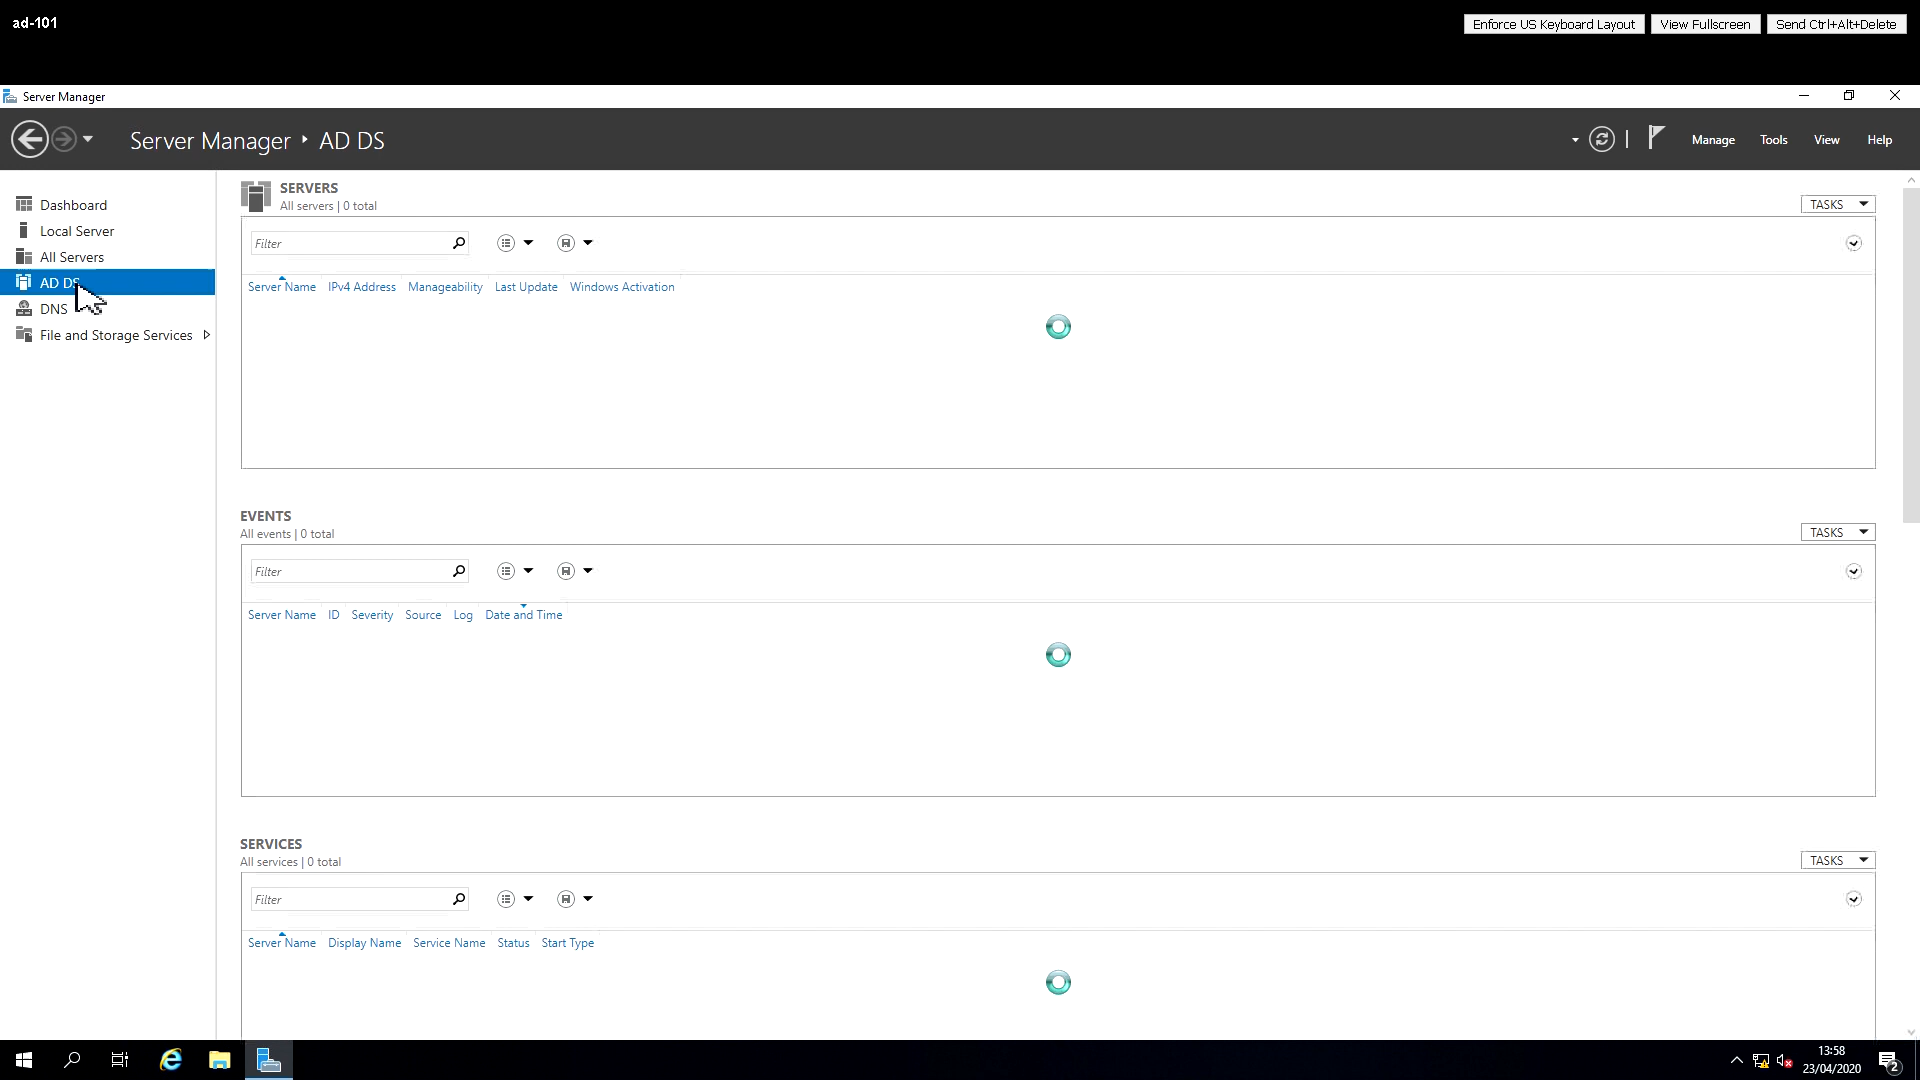 ad-101
Enforce US Keyboard Layout View Fullscreen Send Ctrl+Alt+Delete
Server Manager
Server Manager ‣ AD DS
Manage Tools View Help
Dashboard
Local Server
All Servers
AD DS
DNS
File and Storage Services
SERVERS
All servers | 0 total
TASKS
Filter
Server Name IPv4 Address Manageability Last Update Windows Activation
EVENTS
All events | 0 total
TASKS
Filter
Server Name ID Severity Source Log Date and Time
SERVICES
All services | 0 total
TASKS
Filter
Server Name Display Name Service Name Status Start Type
13:58
23/04/2020
2